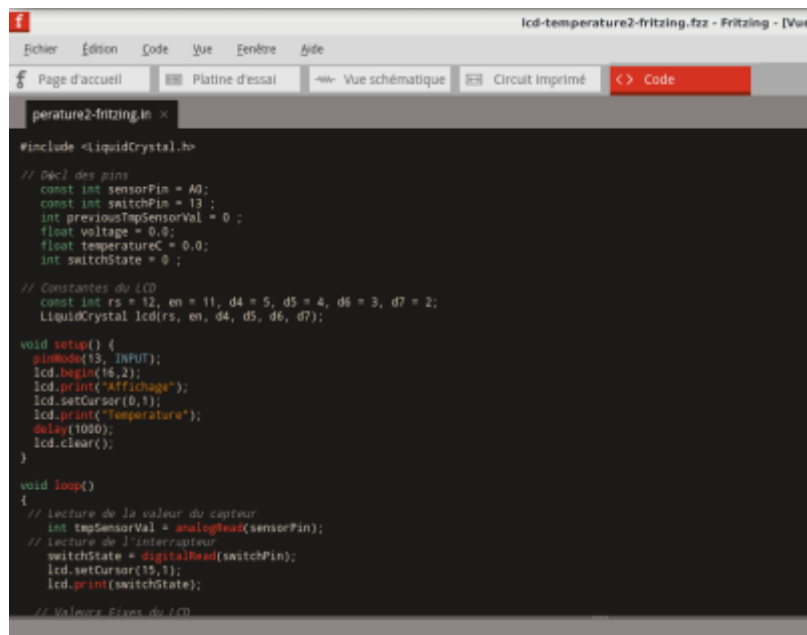 f
lcd-temperature2-fritzing.fzz - Fritzing - [Vue
Fichier Édition Code Vue Fenêtre Aide
Page d'accueil Platine d'essai Vue schématique Circuit imprimé <> Code
perature2-fritzing.in ×
#include <LiquidCrystal.h>
// Décl des pins
const int sensorPin = A0;
const int switchPin = 13 ;
int previousTmpSensorVal = 0 ;
float voltage = 0.0;
float temperatureC = 0.0;
int switchState = 0 ;
// Constantes du LCD
const int rs = 12, en = 11, d4 = 5, d5 = 4, d6 = 3, d7 = 2;
LiquidCrystal lcd(rs, en, d4, d5, d6, d7);
void setup() {
pinMode(13, INPUT);
lcd.begin(16,2);
lcd.print("Affichage");
lcd.setCursor(0,1);
lcd.print("Temperature");
delay(1000);
lcd.clear();
}
void loop()
{
// Lecture de la valeur du capteur
int tmpSensorVal = analogRead(sensorPin);
// Lecture de l'interrupteur
switchState = digitalRead(switchPin);
lcd.setCursor(15,1);
lcd.print(switchState);
// Valeurs Fixes du LCD